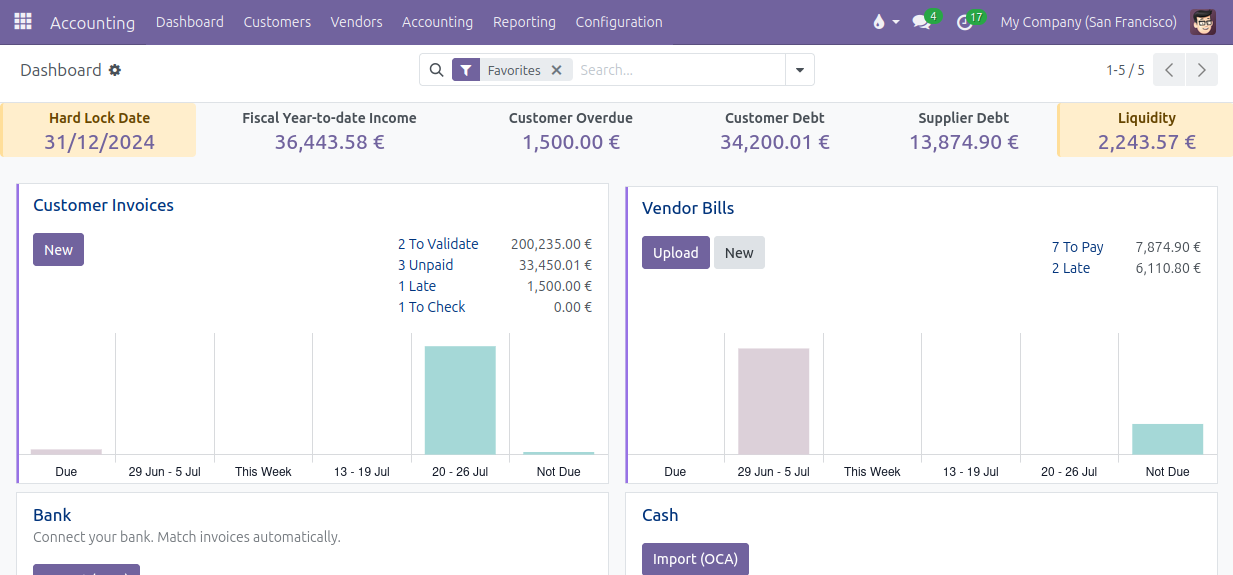 Accounting Dashboard Customers Vendors Accounting Reporting Configuration 4 17 My Company (San Francisco)
Dashboard Favorites Search... 1-5 / 5
Hard Lock Date Fiscal Year-to-date Income Customer Overdue Customer Debt Supplier Debt Liquidity
31/12/2024 36,443.58 € 1,500.00 € 34,200.01 € 13,874.90 € 2,243.57 €
Customer Invoices
New
2 To Validate 200,235.00 €
3 Unpaid 33,450.01 €
1 Late 1,500.00 €
1 To Check 0.00 €
Due 29 Jun - 5 Jul This Week 13 - 19 Jul 20 - 26 Jul Not Due
Vendor Bills
Upload New
7 To Pay 7,874.90 €
2 Late 6,110.80 €
Due 29 Jun - 5 Jul This Week 13 - 19 Jul 20 - 26 Jul Not Due
Bank
Connect your bank. Match invoices automatically.
Cash
Import (OCA)